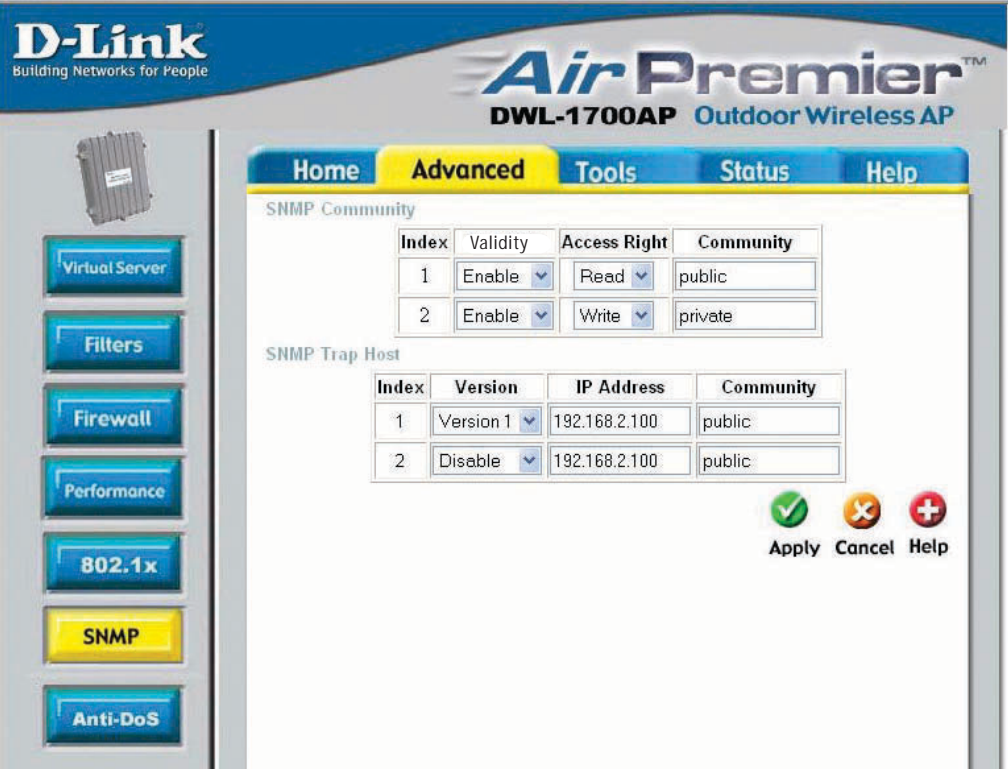 D-Link
Building Networks for People
Air Premier™
DWL-1700AP Outdoor Wireless AP
Home Advanced Tools Status Help
Virtual Server
Filters
Firewall
Performance
802.1x
SNMP
Anti-DoS
SNMP Community
Index Validity Access Right Community
1 Enable Read public
2 Enable Write private
SNMP Trap Host
Index Version IP Address Community
1 Version 1 192.168.2.100 public
2 Disable 192.168.2.100 public
Apply Cancel Help